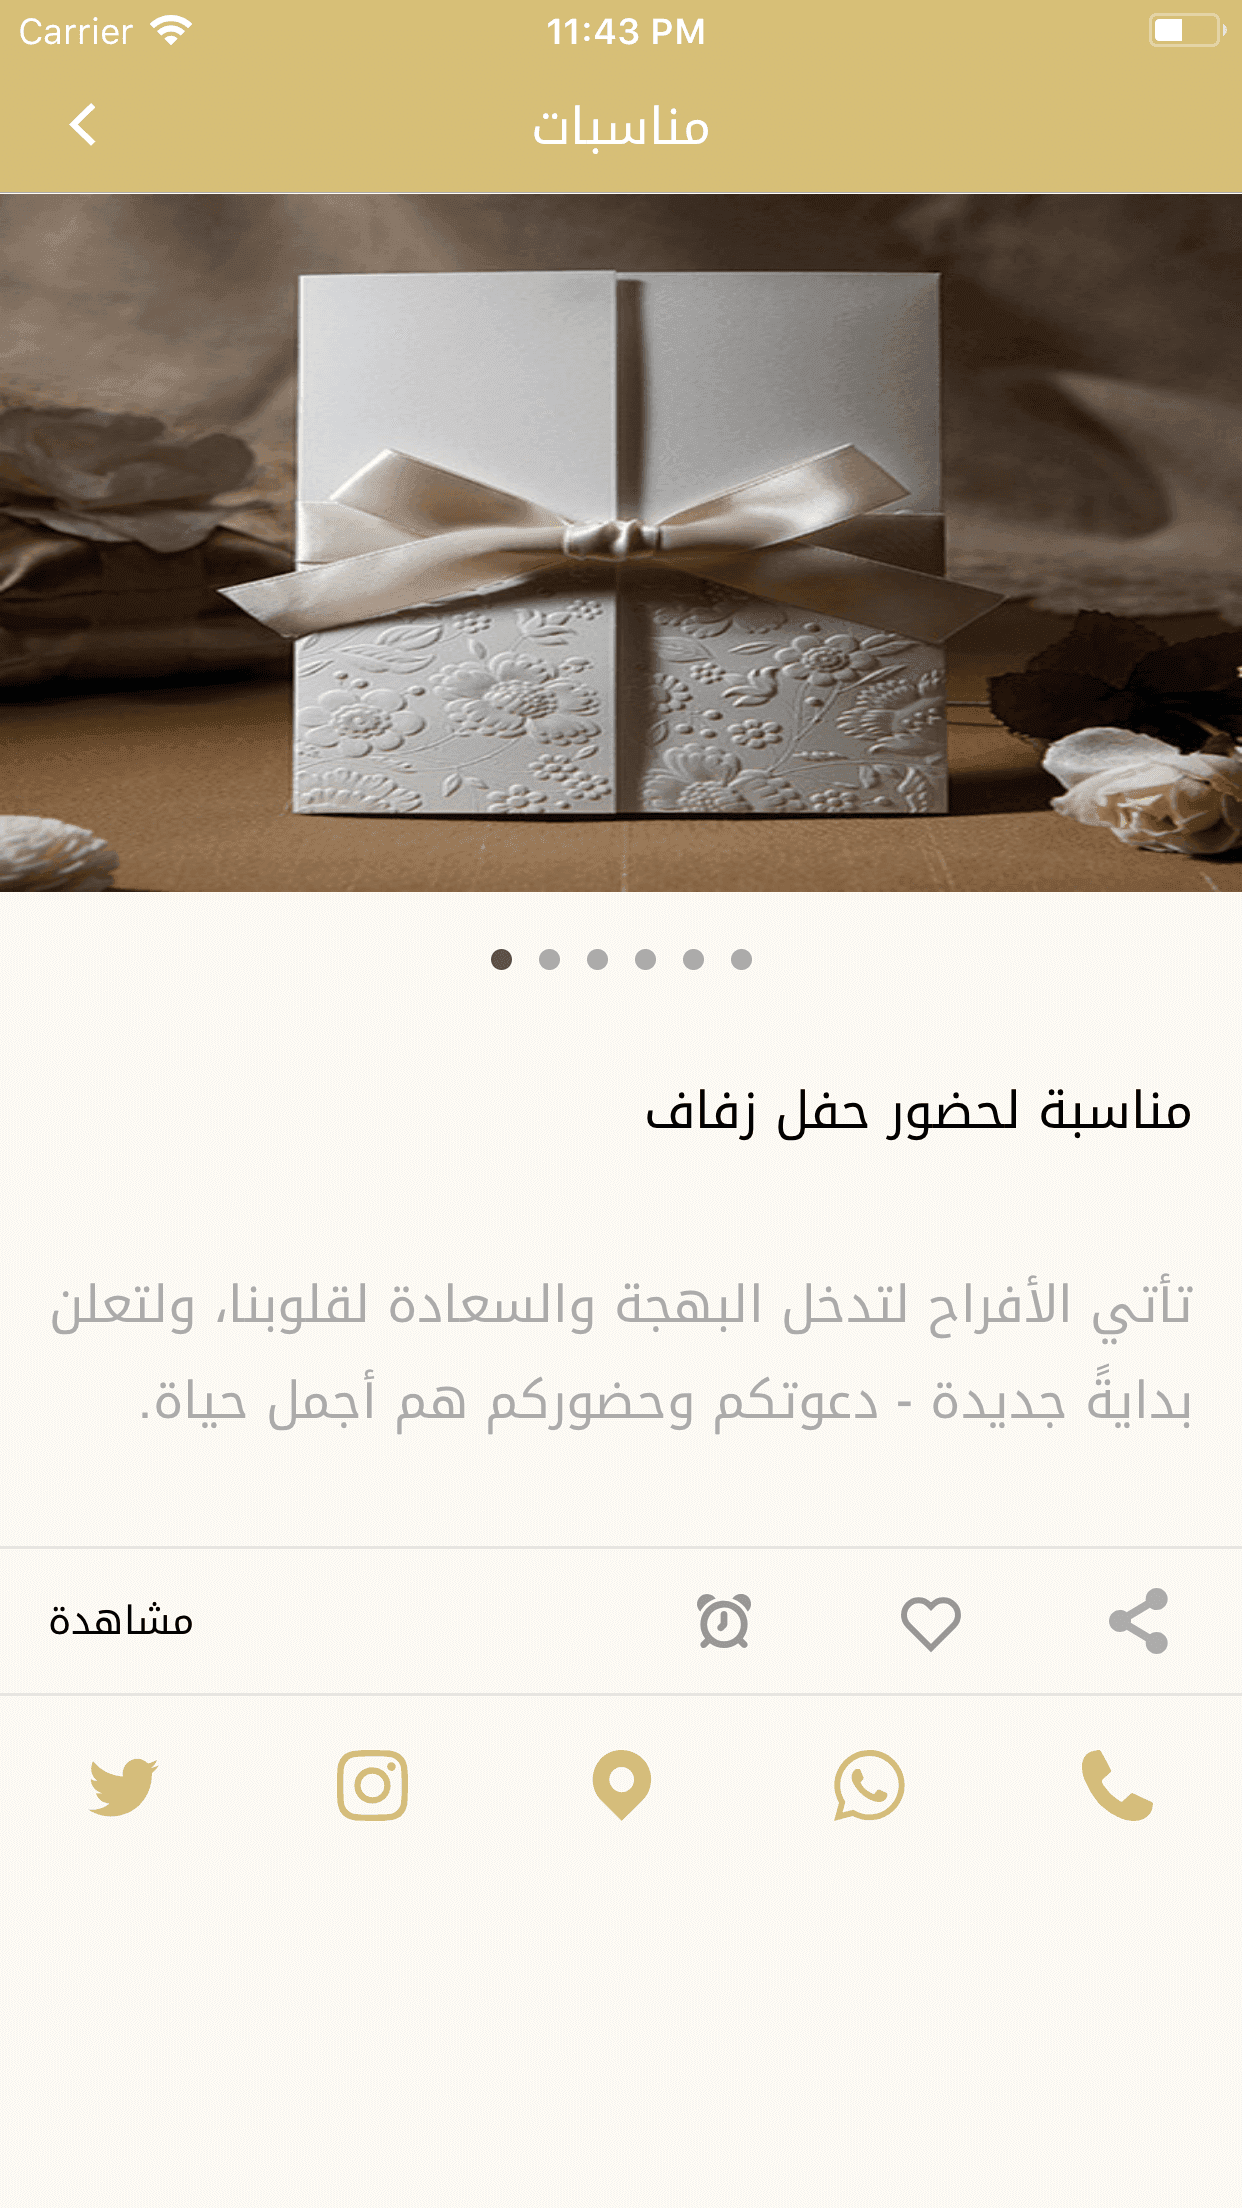 Carrier 11:43 PM
مناسبات
مناسبة لحضور حفل زفاف
تأتي الأفراح لتدخل البهجة والسعادة لقلوبنا، ولتعلن
بدايةً جديدة - دعوتكم وحضوركم هم أجمل حياة.
مشاهدة